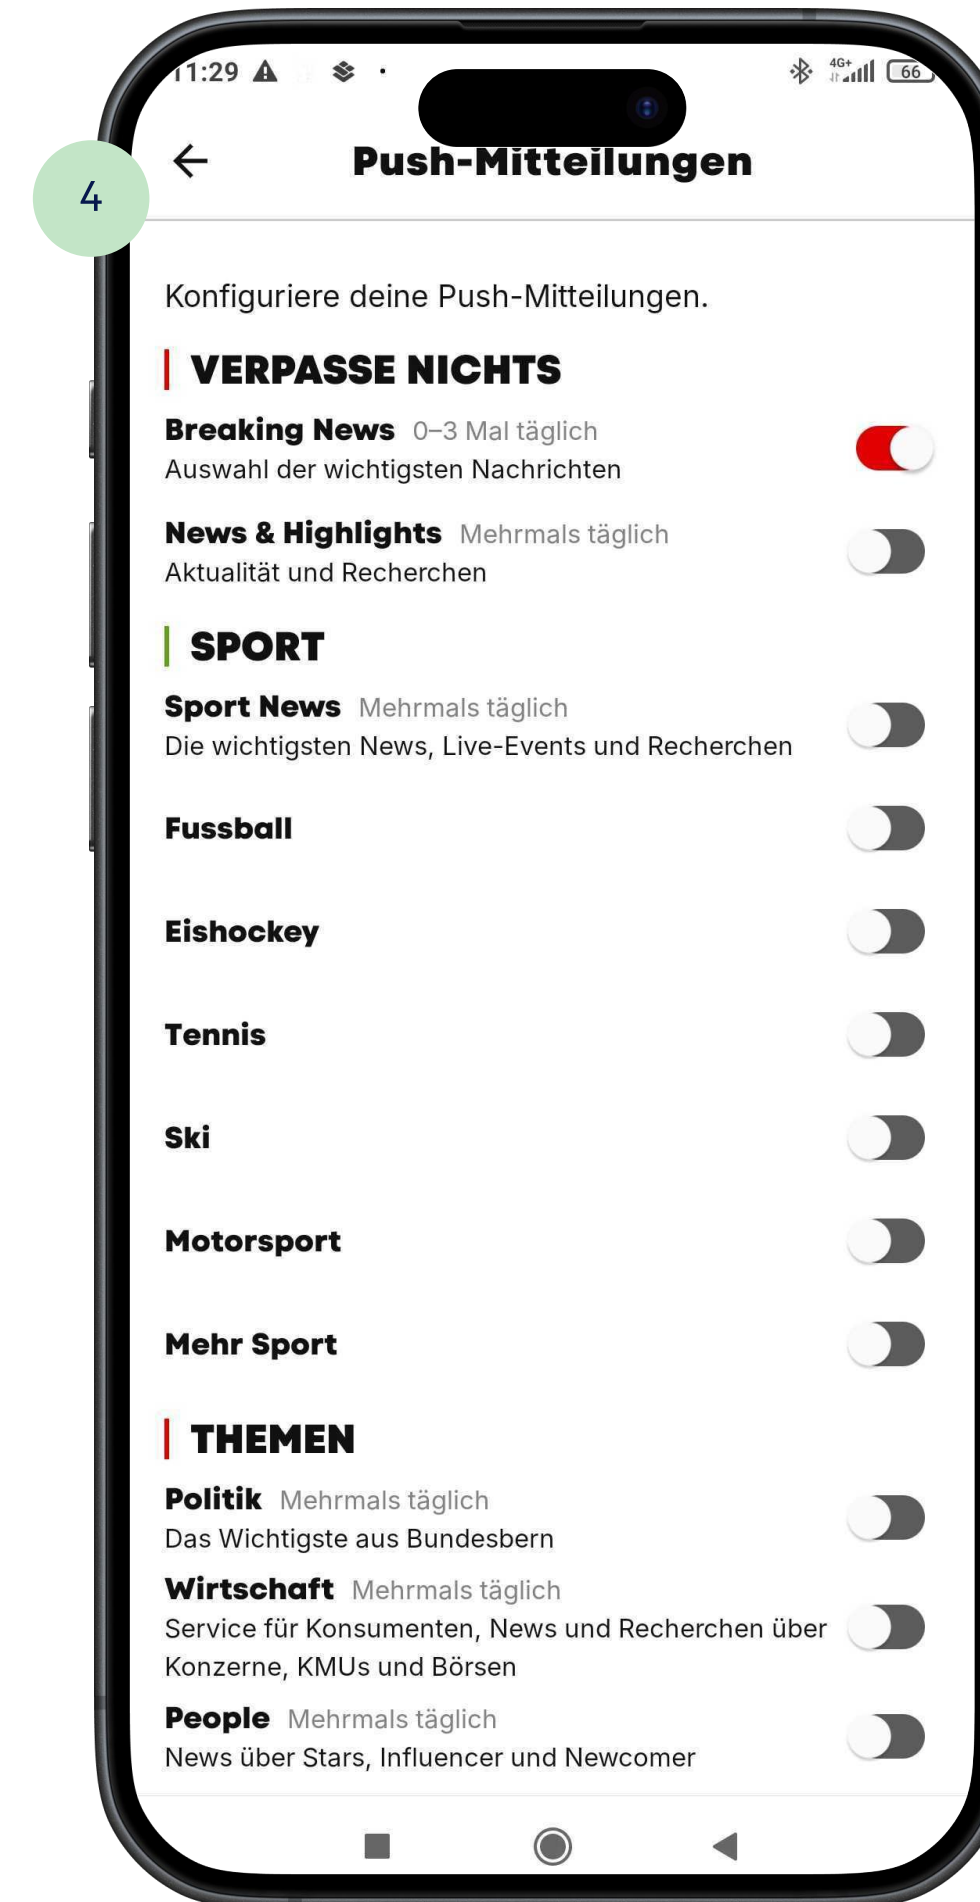 11:29
4G+
66
4
Push-Mitteilungen
Konfiguriere deine Push-Mitteilungen.
VERPASSE NICHTS
Breaking News 0–3 Mal täglich
Auswahl der wichtigsten Nachrichten
News & Highlights Mehrmals täglich
Aktualität und Recherchen
SPORT
Sport News Mehrmals täglich
Die wichtigsten News, Live-Events und Recherchen
Fussball
Eishockey
Tennis
Ski
Motorsport
Mehr Sport
THEMEN
Politik Mehrmals täglich
Das Wichtigste aus Bundesbern
Wirtschaft Mehrmals täglich
Service für Konsumenten, News und Recherchen über
Konzerne, KMUs und Börsen
People Mehrmals täglich
News über Stars, Influencer und Newcomer